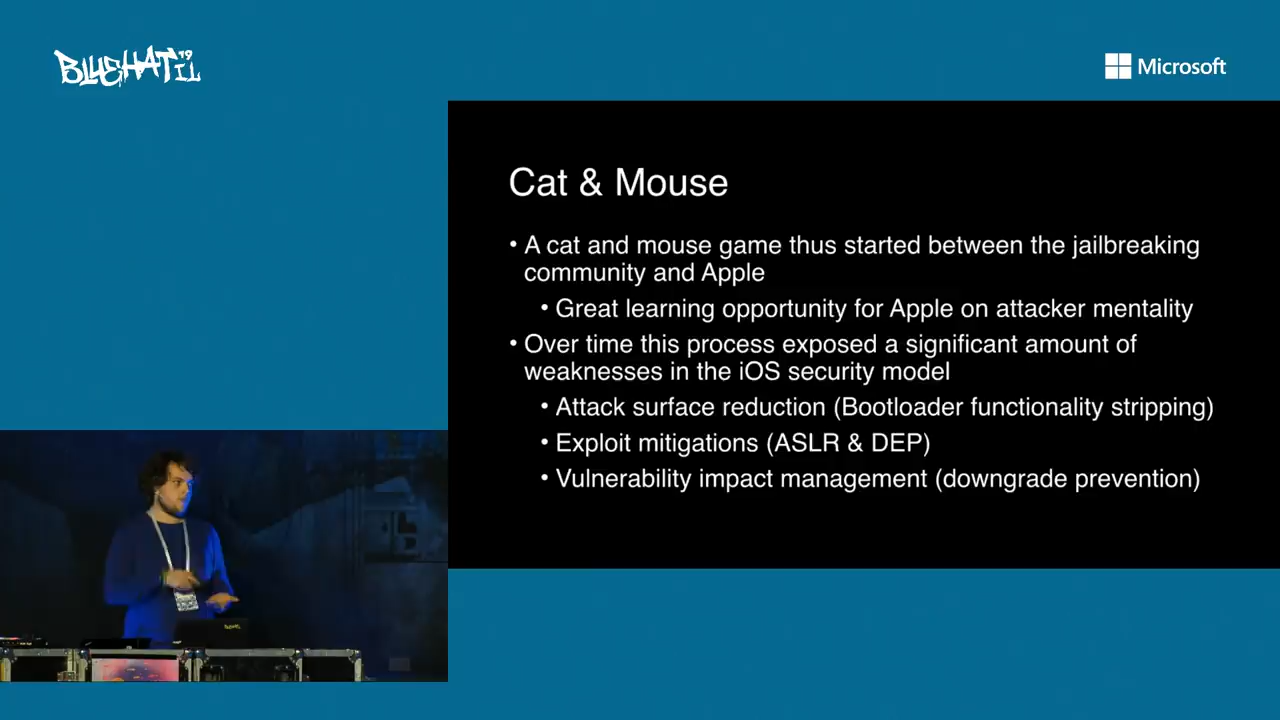 BLUEHAT IL 19
Microsoft
Cat & Mouse
• A cat and mouse game thus started between the jailbreaking
community and Apple
• Great learning opportunity for Apple on attacker mentality
• Over time this process exposed a significant amount of
weaknesses in the iOS security model
• Attack surface reduction (Bootloader functionality stripping)
• Exploit mitigations (ASLR & DEP)
• Vulnerability impact management (downgrade prevention)